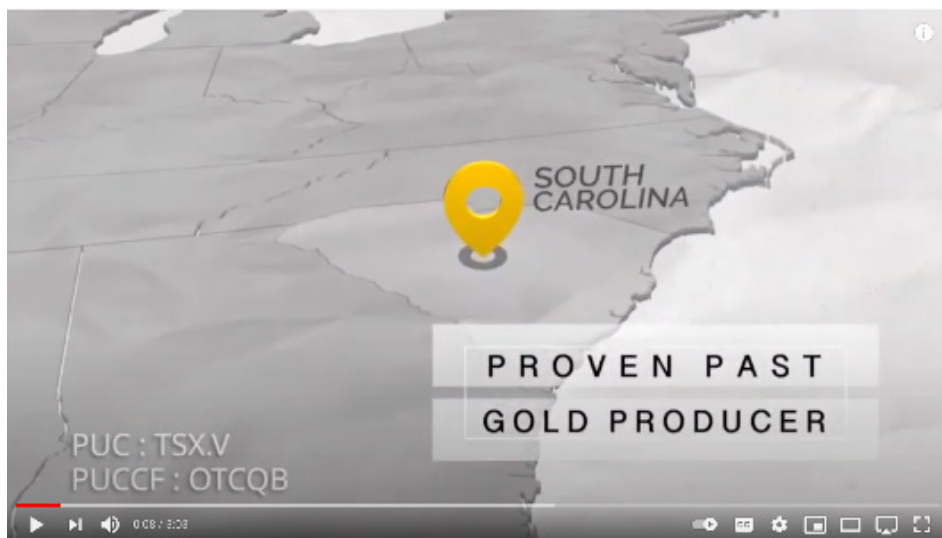 SOUTH
CAROLINA
PROVEN PAST
GOLD PRODUCER
PUC : TSX.V
PUCCF : OTCQB